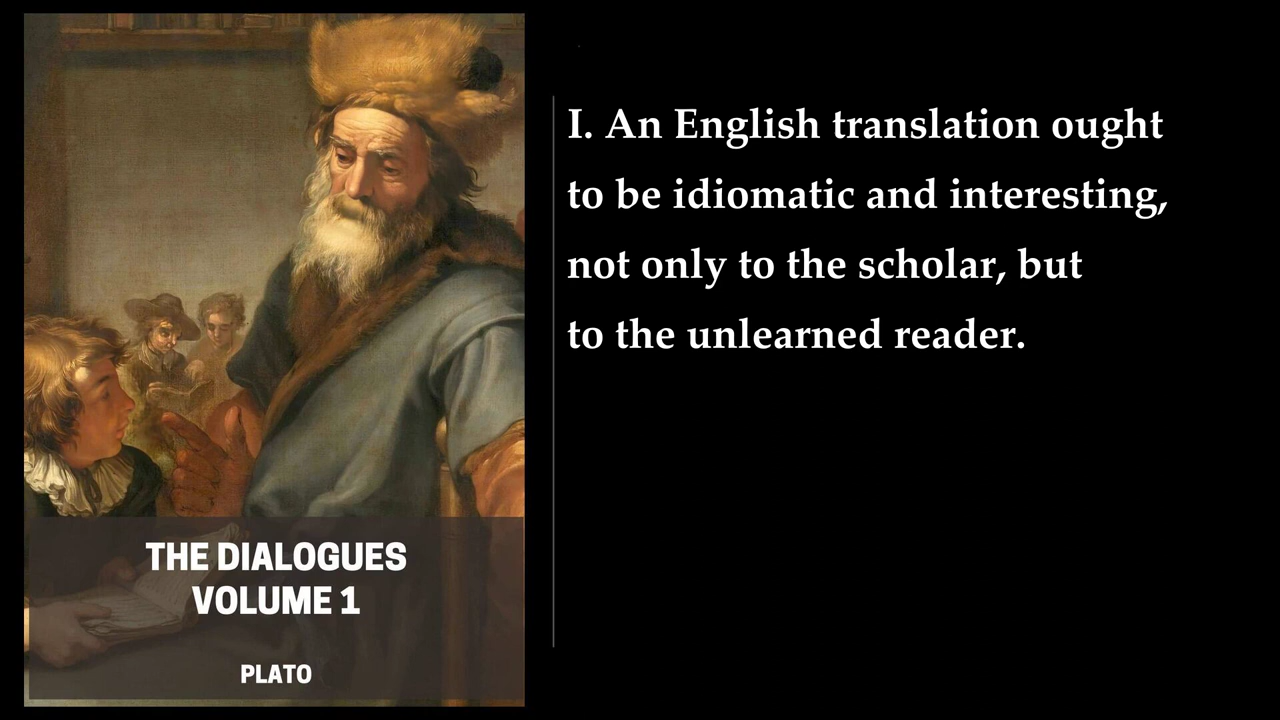 I. An English translation ought
to be idiomatic and interesting,
not only to the scholar, but
to the unlearned reader.
THE DIALOGUES
VOLUME 1
PLATO